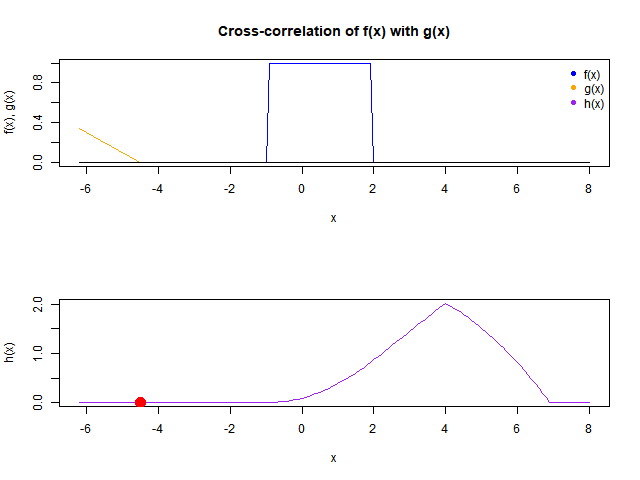 Cross-correlation of f(x) with g(x)
f(x), g(x)
0.0 0.4 0.8
f(x)
g(x)
h(x)
-6 -4 -2 0 2 4 6 8
x
h(x)
0.0 1.0 2.0
-6 -4 -2 0 2 4 6 8
x